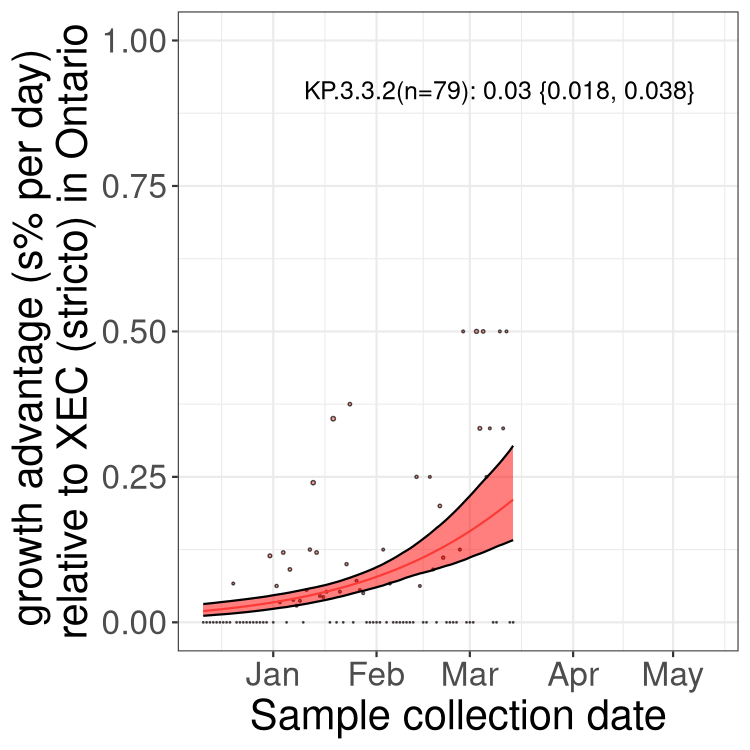 growth advantage (s% per day)
relative to XEC (stricto) in Ontario
1.00
0.75
0.50
0.25
0.00
KP.3.3.2(n=79): 0.03 {0.018, 0.038}
Jan Feb Mar Apr May
Sample collection date